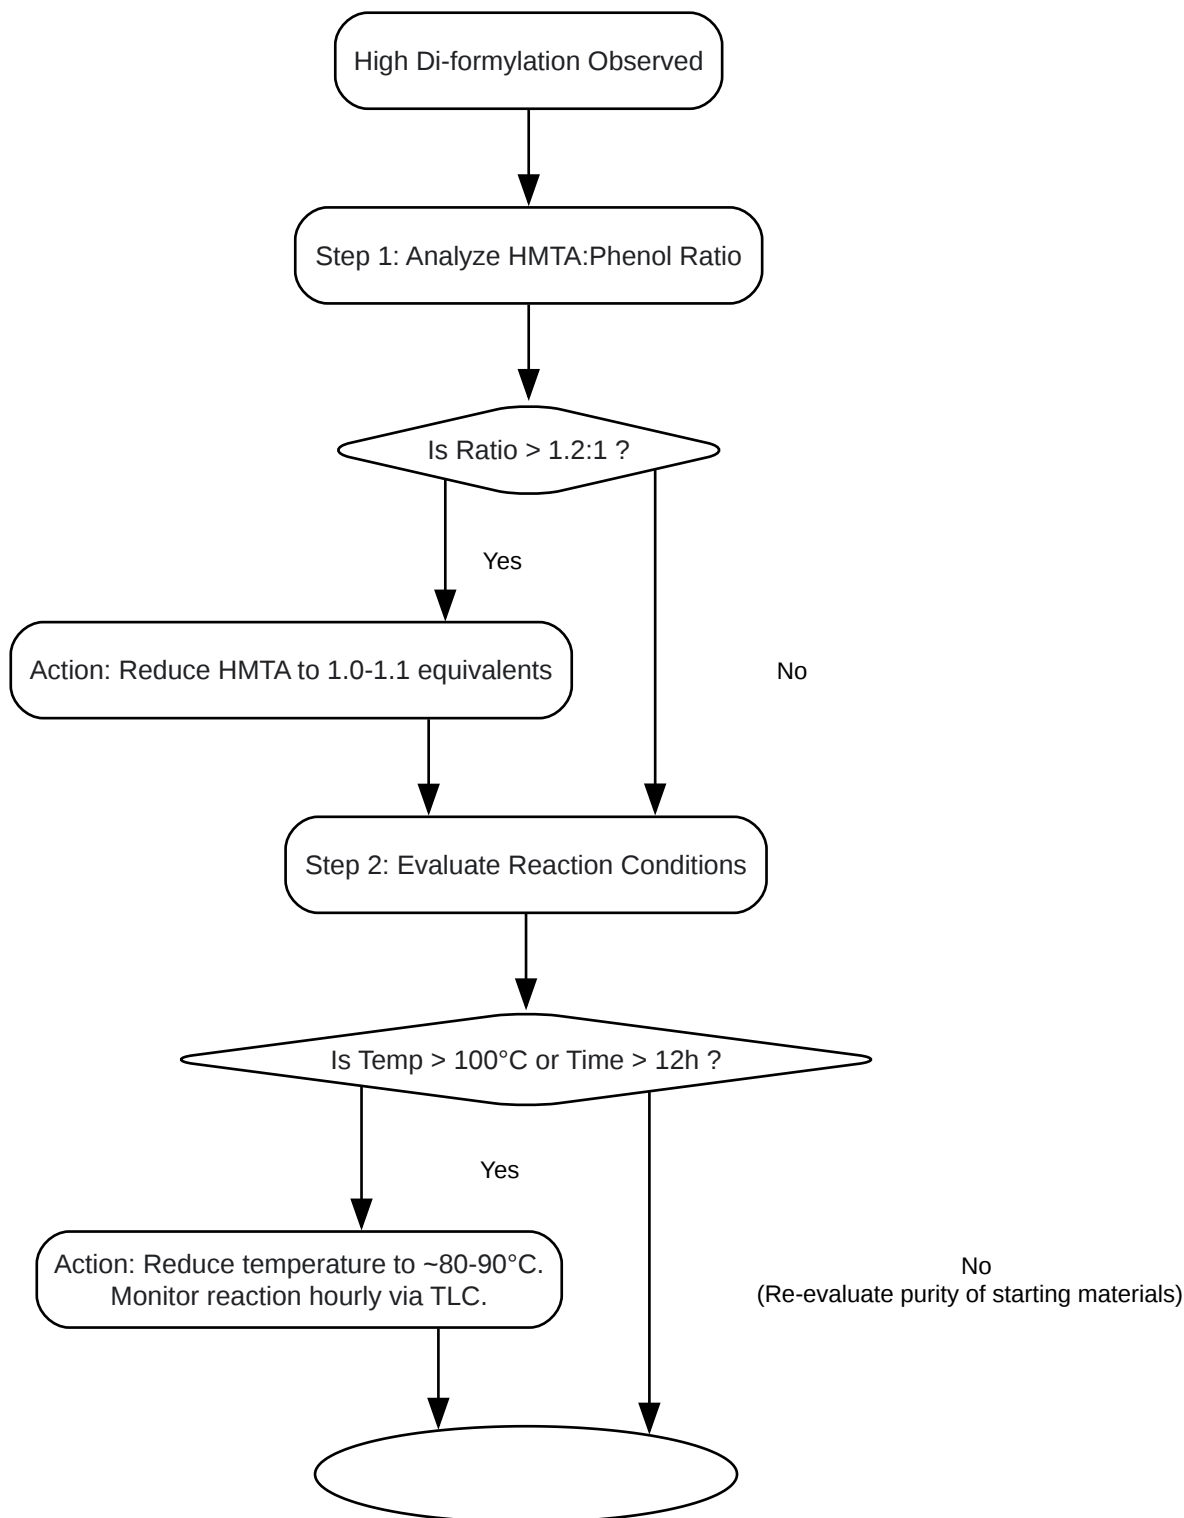 High Di-formylation Observed
Step 1: Analyze HMTA:Phenol Ratio
Is Ratio > 1.2:1 ?
Yes
Action: Reduce HMTA to 1.0-1.1 equivalents
No
Step 2: Evaluate Reaction Conditions
Is Temp > 100°C or Time > 12h ?
Yes
Action: Reduce temperature to ~80-90°C.
Monitor reaction hourly via TLC.
No
(Re-evaluate purity of starting materials)